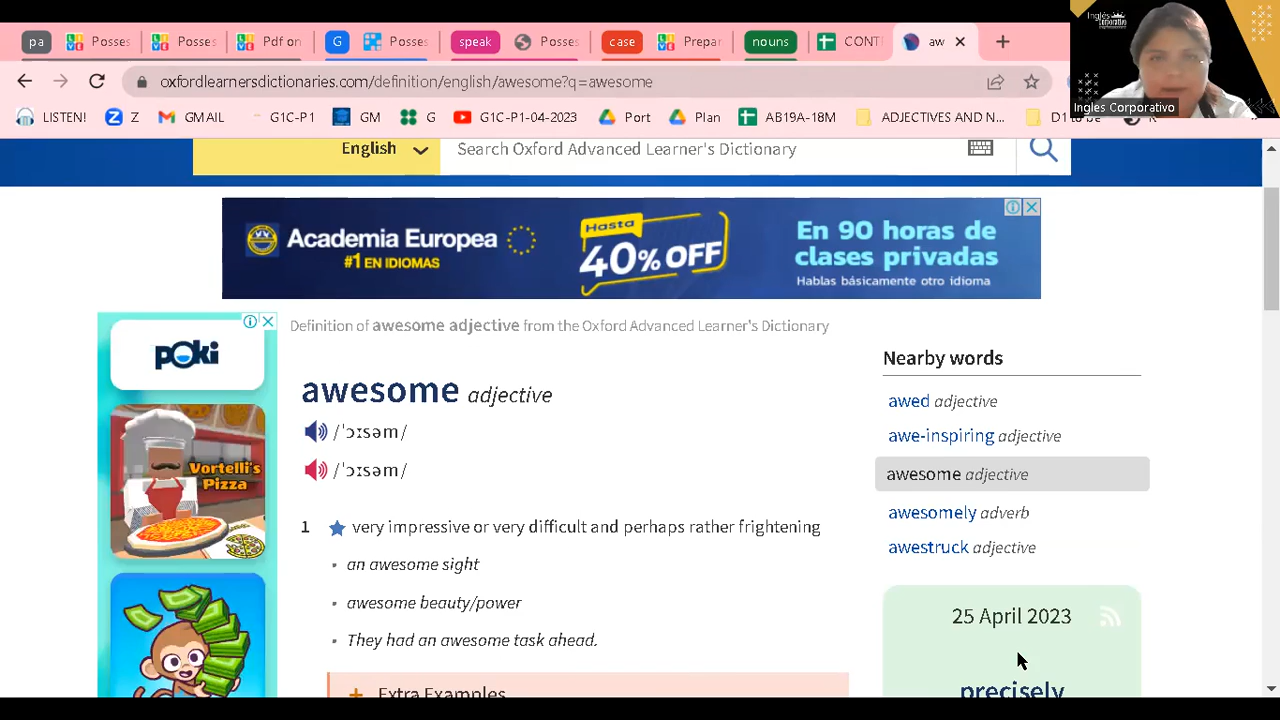 pa
Posses
Posses
Pdf on
G
Posses
speak
Posses
case
Prepar
nouns
CONTI
aw
Inglés
Corporativo
oxfordlearnersdictionaries.com/definition/english/awesome?q=awesome
Ingles Corporativo
LISTEN!
Z
GMAIL
G1C-P1
GM
G
G1C-P1-04-2023
Port
Plan
AB19A-18M
ADJECTIVES AND N...
D1 to be
K
English
Search Oxford Advanced Learner's Dictionary
Academia Europea
#1 EN IDIOMAS
Hasta
40% OFF
En 90 horas de
clases privadas
Hablas básicamente otro idioma
poki
Vortelli's
Pizza
Definition of awesome adjective from the Oxford Advanced Learner's Dictionary
awesome adjective
/ˈɔːsəm/
/ˈɔːsəm/
1 very impressive or very difficult and perhaps rather frightening
• an awesome sight
• awesome beauty/power
• They had an awesome task ahead.
+ Extra Examples
Nearby words
awed adjective
awe-inspiring adjective
awesome adjective
awesomely adverb
awestruck adjective
25 April 2023
precisely